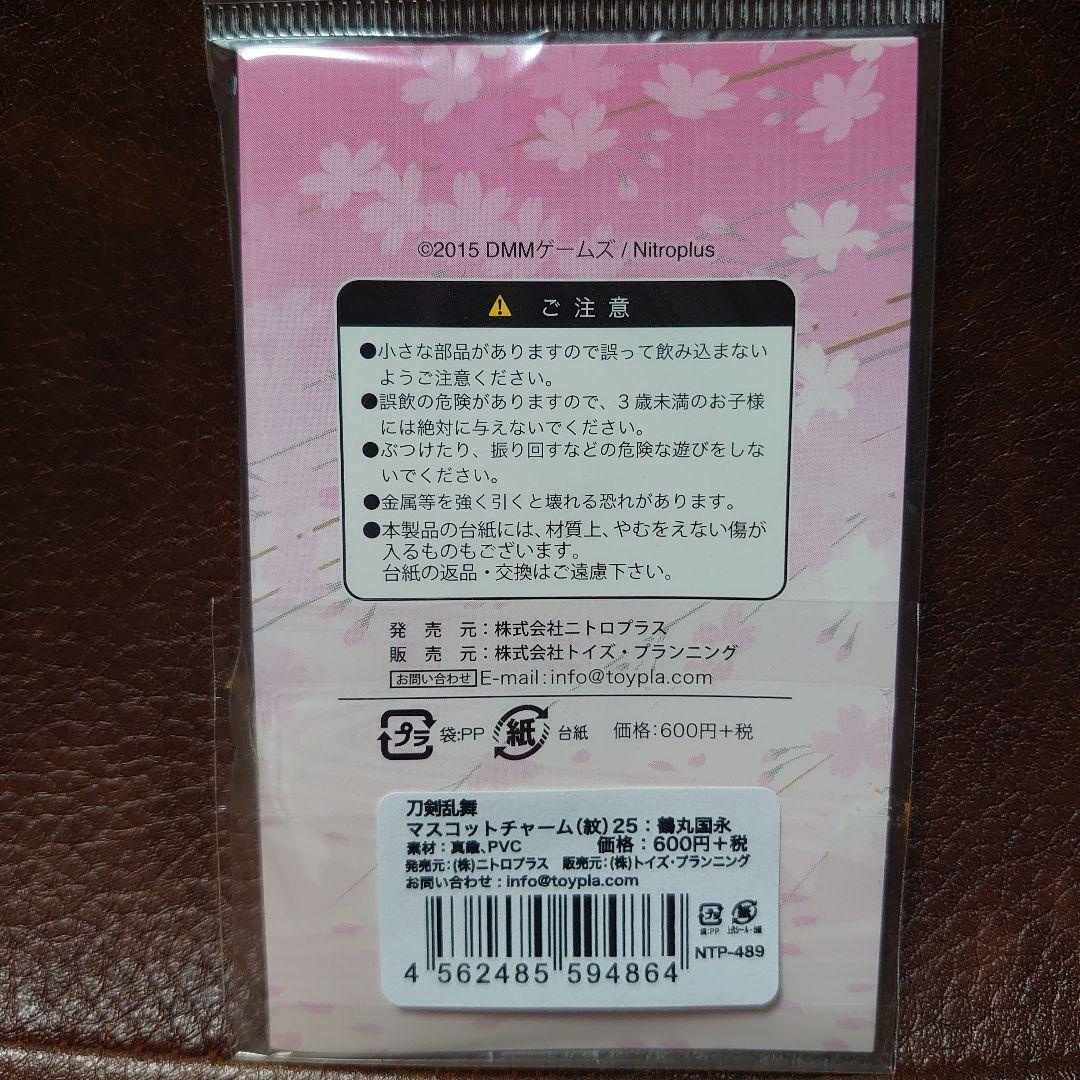 ©2015 DMMゲームズ / Nitroplus
ご注意
●小さな部品がありますので誤って飲み込まない
ようご注意ください。
●誤飲の危険がありますので、3歳未満のお子様
には絶対に与えないでください。
●ぶつけたり、振り回すなどの危険な遊びをしな
いでください。
●金属等を強く引くと壊れる恐れがあります。
●本製品の台紙には、材質上、やむをえない傷が
入るものもございます。
台紙の返品・交換はご遠慮下さい。
発売元：株式会社ニトロプラス
販売元：株式会社トイズ・プランニング
お問い合わせ E-mail：info@toypla.com
プラ 袋:PP 紙 台紙 価格：600円＋税
刀剣乱舞
マスコットチャーム（紋）25：鶴丸国永
素材：真鍮、PVC 価格：600円＋税
発売元：（株）ニトロプラス 販売元：（株）トイズ・プランニング
お問い合わせ：info@toypla.com
プラ 紙
袋:PP
NTP-489
4 562485 594864